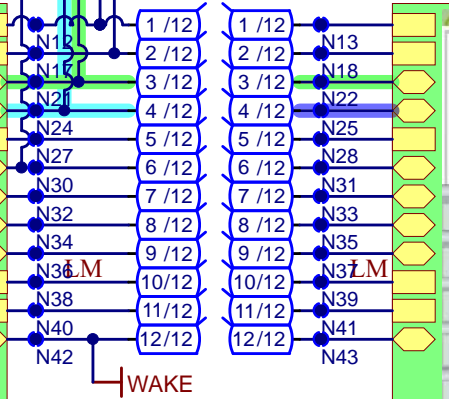 1 /12 1 /12
N12 N13
2 /12 2 /12
N17 N18
3 /12 3 /12
N21 N22
4 /12 4 /12
N24 N25
5 /12 5 /12
N27 N28
6 /12 6 /12
N30 N31
7 /12 7 /12
N32 N33
8 /12 8 /12
N34 N35
9 /12 9 /12
N36 LM N37 LM
10/12 10/12
N38 N39
11/12 11/12
N40 N41
12/12 12/12
N42 N43
WAKE